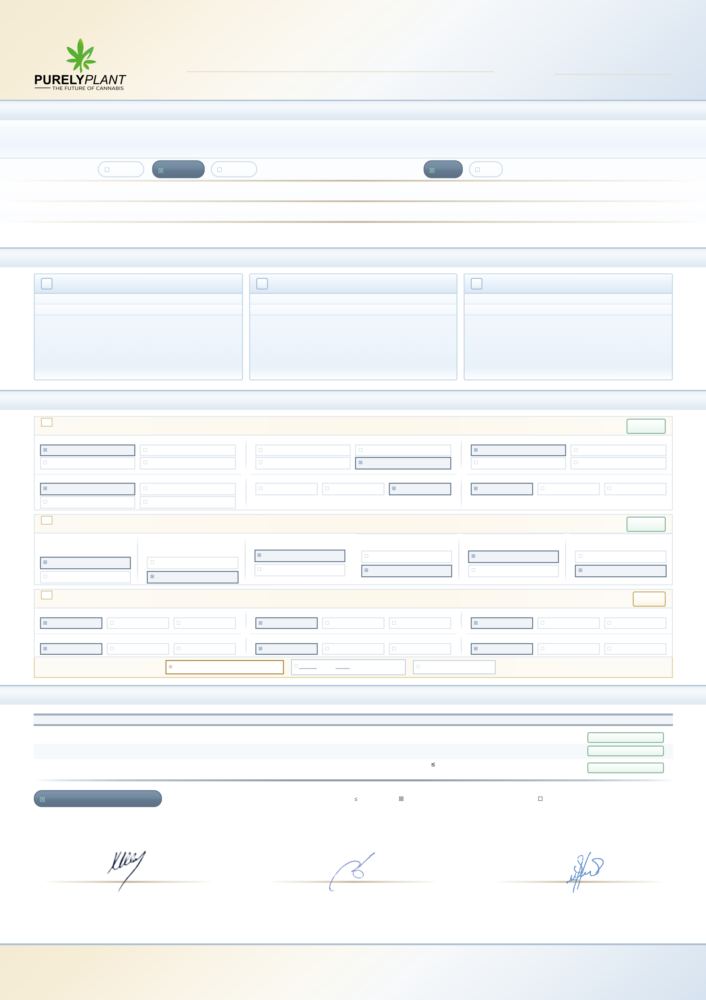 PURELYPLANT
THE FUTURE OF CANNABIS
☐ ☒ ☐ ☒ ☐
☒ ☐ ☐ ☐ ☒ ☐
☐ ☐ ☐ ☒ ☐ ☐
☒ ☐ ☐ ☐ ☒ ☒ ☐ ☐
☐ ☐
☒ ☐ ☒ ☐ ☒ ☐
☐ ☒ ☐ ☒ ☐ ☒
☒ ☐ ☐ ☒ ☐ ☐ ☒ ☐ ☐
☒ ☐ ☐ ☒ ☐ ☐ ☒ ☐ ☐
☒ ☐ ☐
≤
☒ ≤ ☒ ☐